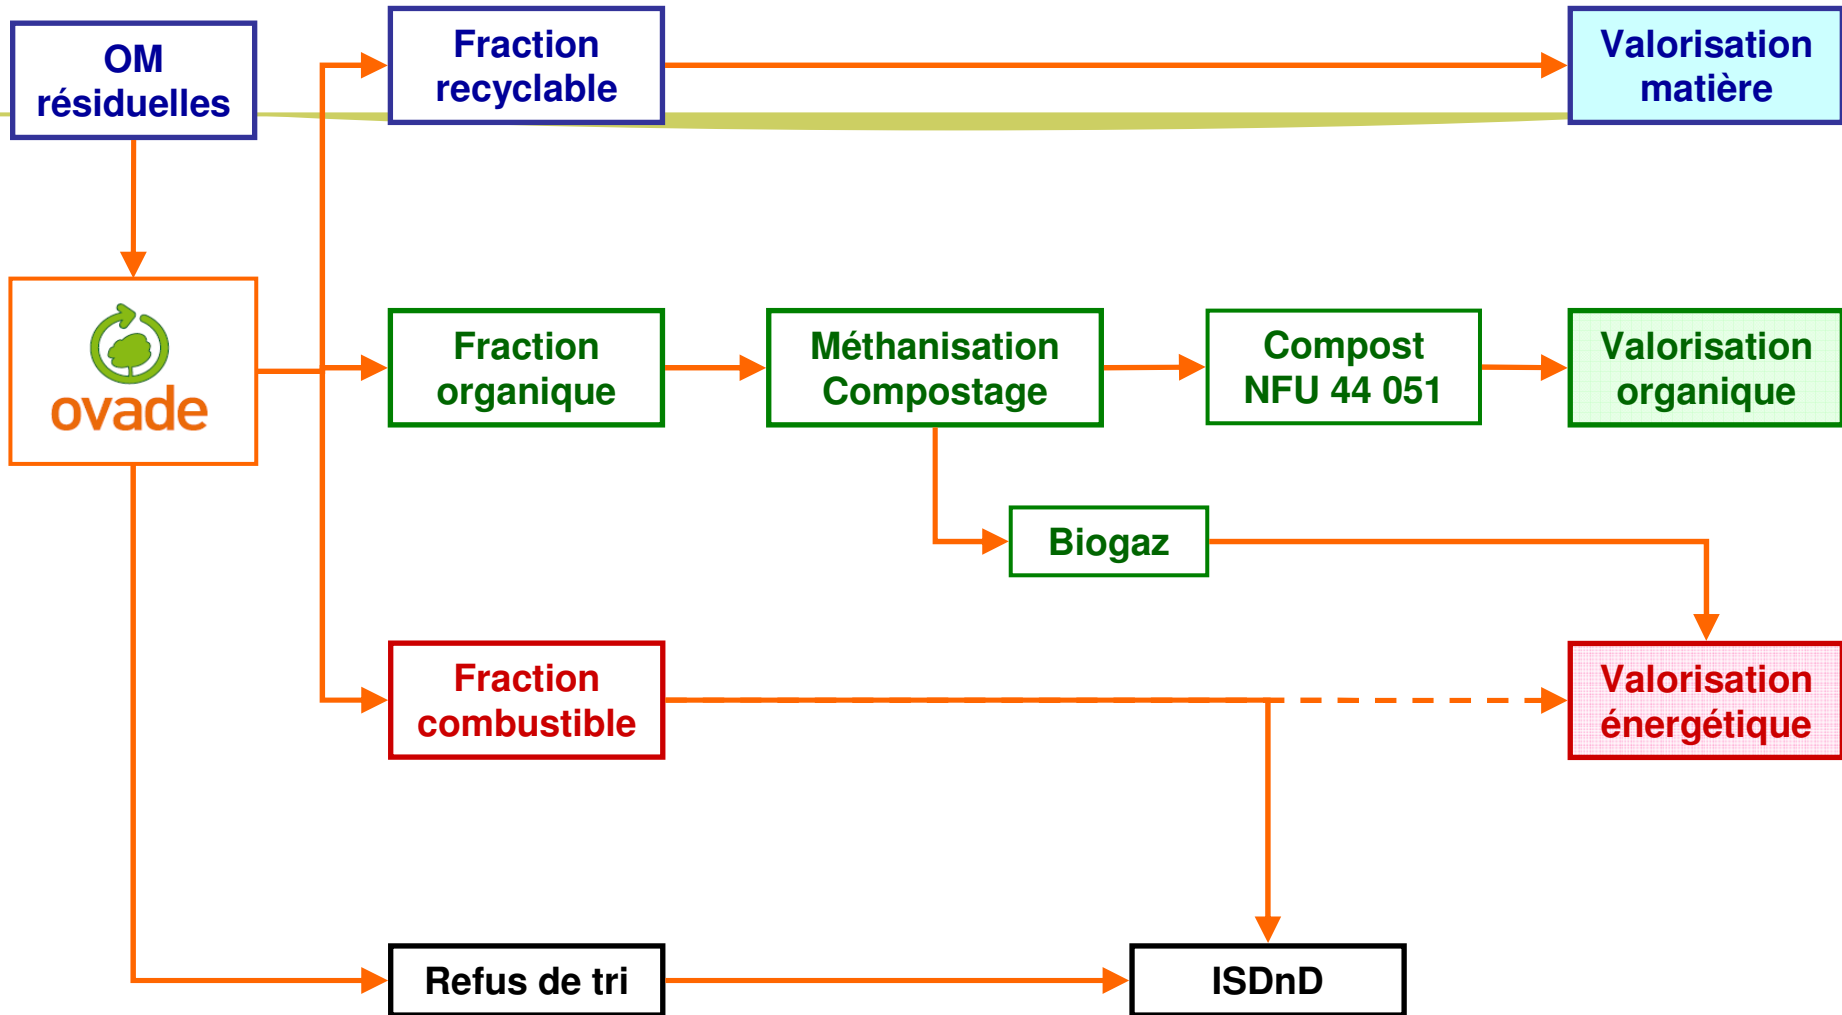 OM
résiduelles
Fraction
recyclable
Valorisation
matière
ovade
Fraction
organique
Méthanisation
Compostage
Compost
NFU 44 051
Valorisation
organique
Biogaz
Fraction
combustible
Valorisation
énergétique
Refus de tri
ISDnD